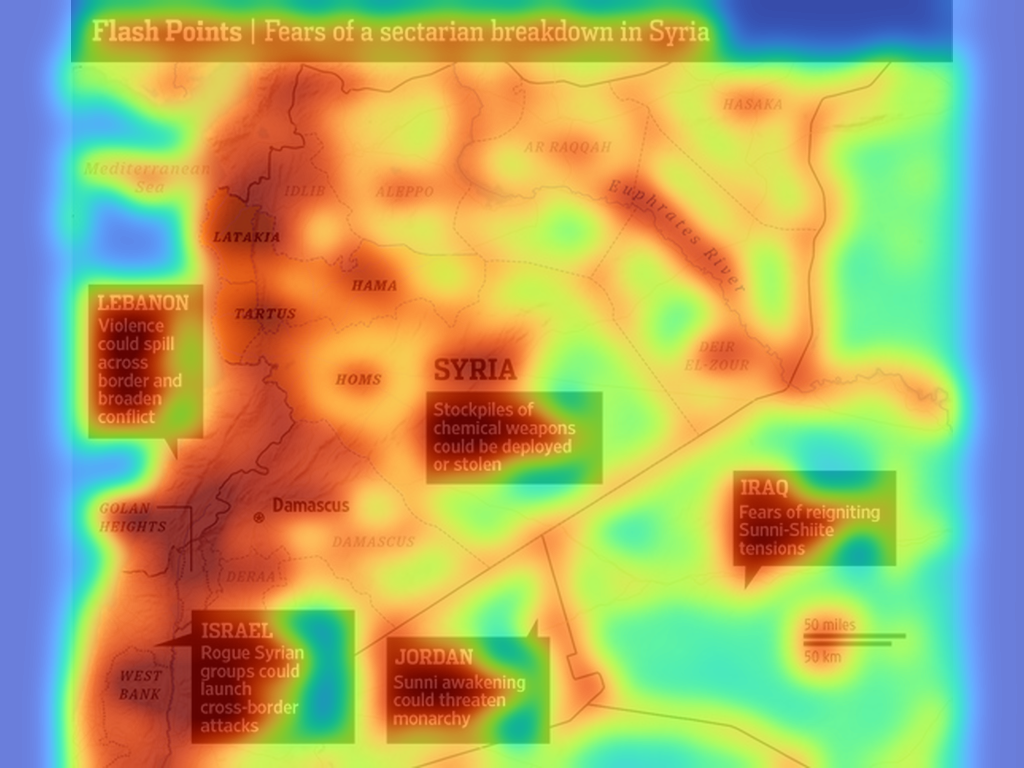 Flash Points | Fears of a sectarian breakdown in Syria
HASAKA
AR RAQQAH
Mediterranean
Sea
IDLIB
ALEPPO
Euphrates River
LATAKIA
HAMA
TARTUS
LEBANON
Violence
could spill
across
border and
broaden
conflict
DEIR
EL-ZOUR
HOMS
SYRIA
Stockpiles of
chemical weapons
could be deployed
or stolen
IRAQ
Fears of reigniting
Sunni-Shiite
tensions
GOLAN
HEIGHTS
Damascus
DAMASCUS
DERAA
ISRAEL
Rogue Syrian
groups could
launch
cross-border
attacks
JORDAN
Sunni awakening
could threaten
monarchy
WEST
BANK
50 miles
50 km